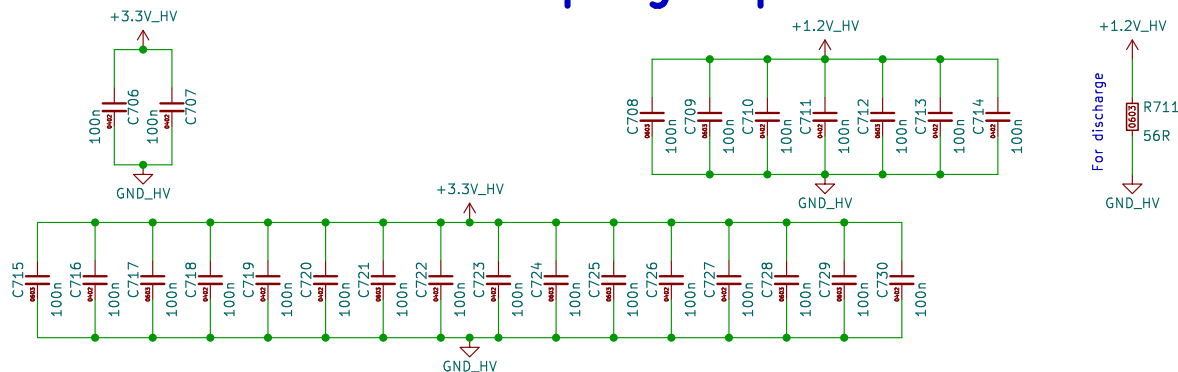 +3.3V_HV
C706
100n
0402
C707
100n
0402
GND_HV
+1.2V_HV
C708
100n
0603
C709
100n
0603
C710
100n
0402
C711
100n
0402
C712
100n
0603
C713
100n
0402
C714
100n
0402
GND_HV
+1.2V_HV
For discharge
0603
R711
56R
GND_HV
+3.3V_HV
C715
100n
0603
C716
100n
0402
C717
100n
0603
C718
100n
0402
C719
100n
0402
C720
100n
0402
C721
100n
0603
C722
100n
0402
C723
100n
0402
C724
100n
0603
C725
100n
0603
C726
100n
0402
C727
100n
0402
C728
100n
0603
C729
100n
0603
C730
100n
0402
GND_HV